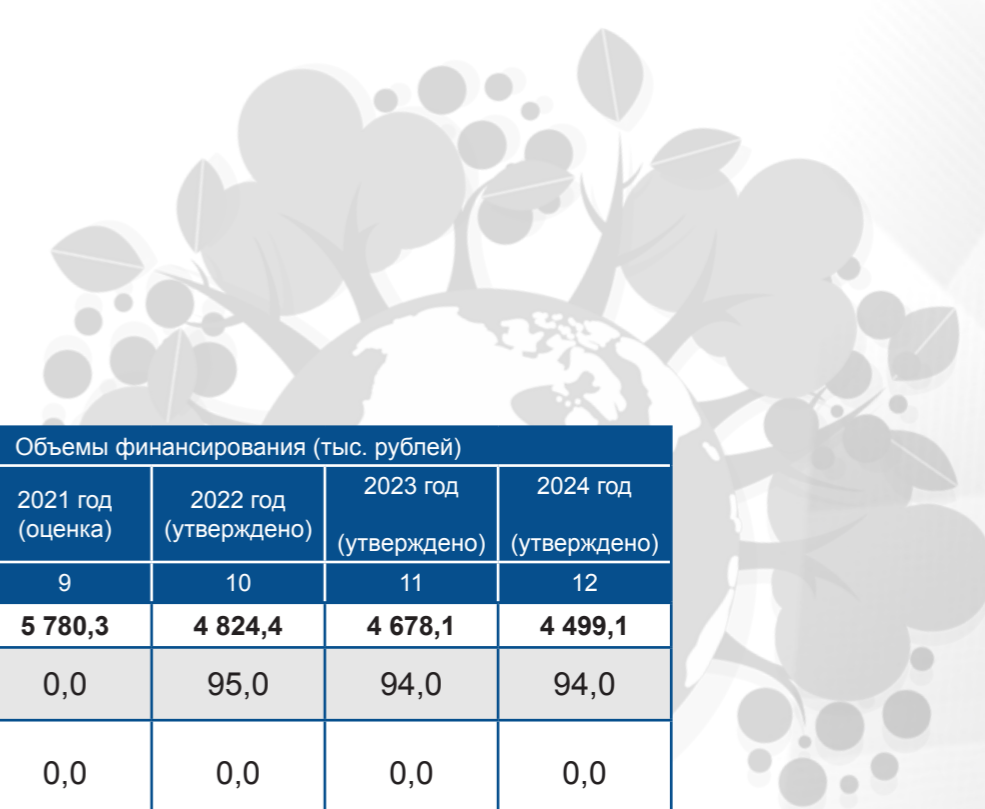 Объемы финансирования (тыс. рублей)
2021 год 2022 год 2023 год 2024 год
(оценка) (утверждено) (утверждено) (утверждено)
9 10 11 12
5 780,3 4 824,4 4 678,1 4 499,1
0,0 95,0 94,0 94,0
0,0 0,0 0,0 0,0